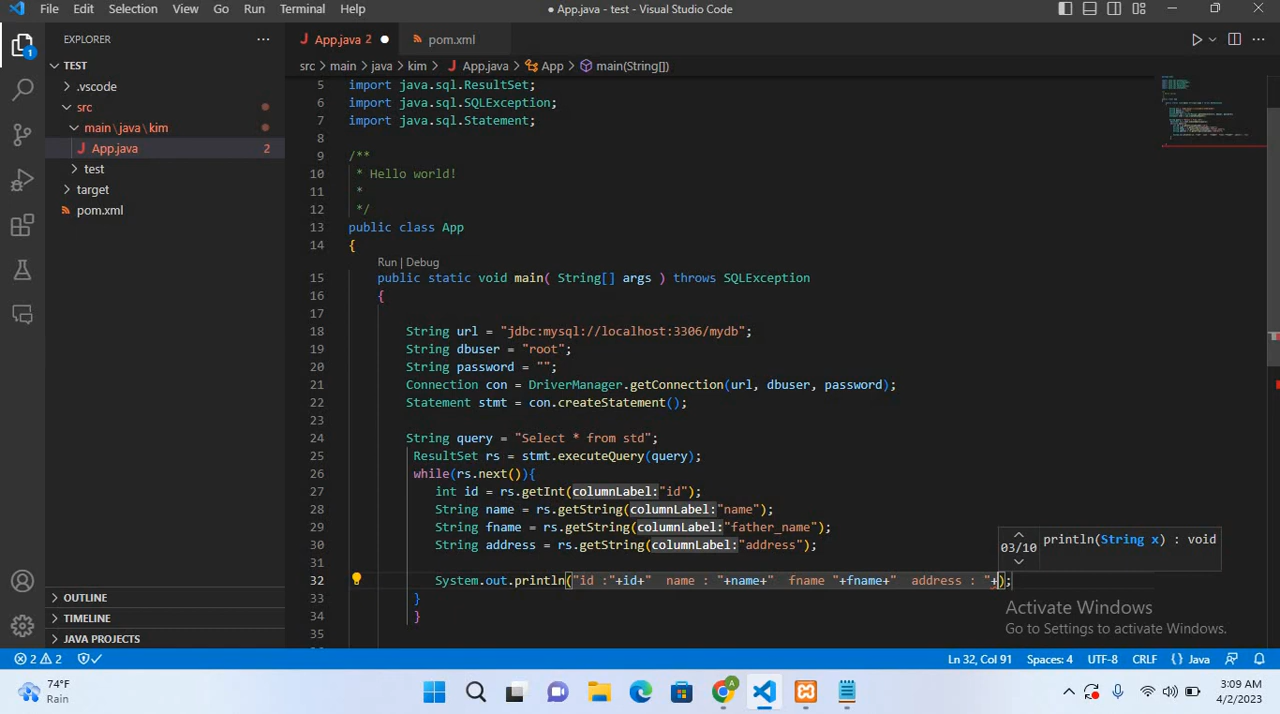 File Edit Selection View Go Run Terminal Help
● App.java - test - Visual Studio Code
EXPLORER
App.java 2 ●
pom.xml
TEST
src > main > java > kim > App.java > App > main(String[])
.vscode
src
main\java\kim
App.java 2
test
target
pom.xml
1
5 import java.sql.ResultSet;
6 import java.sql.SQLException;
7 import java.sql.Statement;
8
9 /**
10 * Hello world!
11 *
12 */
13 public class App
14 {
Run | Debug
15 public static void main( String[] args ) throws SQLException
16 {
17
18 String url = "jdbc:mysql://localhost:3306/mydb";
19 String dbuser = "root";
20 String password = "";
21 Connection con = DriverManager.getConnection(url, dbuser, password);
22 Statement stmt = con.createStatement();
23
24 String query = "Select * from std";
25 ResultSet rs = stmt.executeQuery(query);
26 while(rs.next()){
27 int id = rs.getInt(columnLabel:"id");
28 String name = rs.getString(columnLabel:"name");
29 String fname = rs.getString(columnLabel:"father_name");
30 String address = rs.getString(columnLabel:"address");
31
03/10 println(String x) : void
32 System.out.println("id :"+id+" name : "+name+" fname "+fname+" address : "+);
33 }
34 }
35
OUTLINE
TIMELINE
JAVA PROJECTS
Activate Windows
Go to Settings to activate Windows.
2 2
Ln 32, Col 91 Spaces: 4 UTF-8 CRLF {} Java
74°F
Rain
3:09 AM
4/2/2023